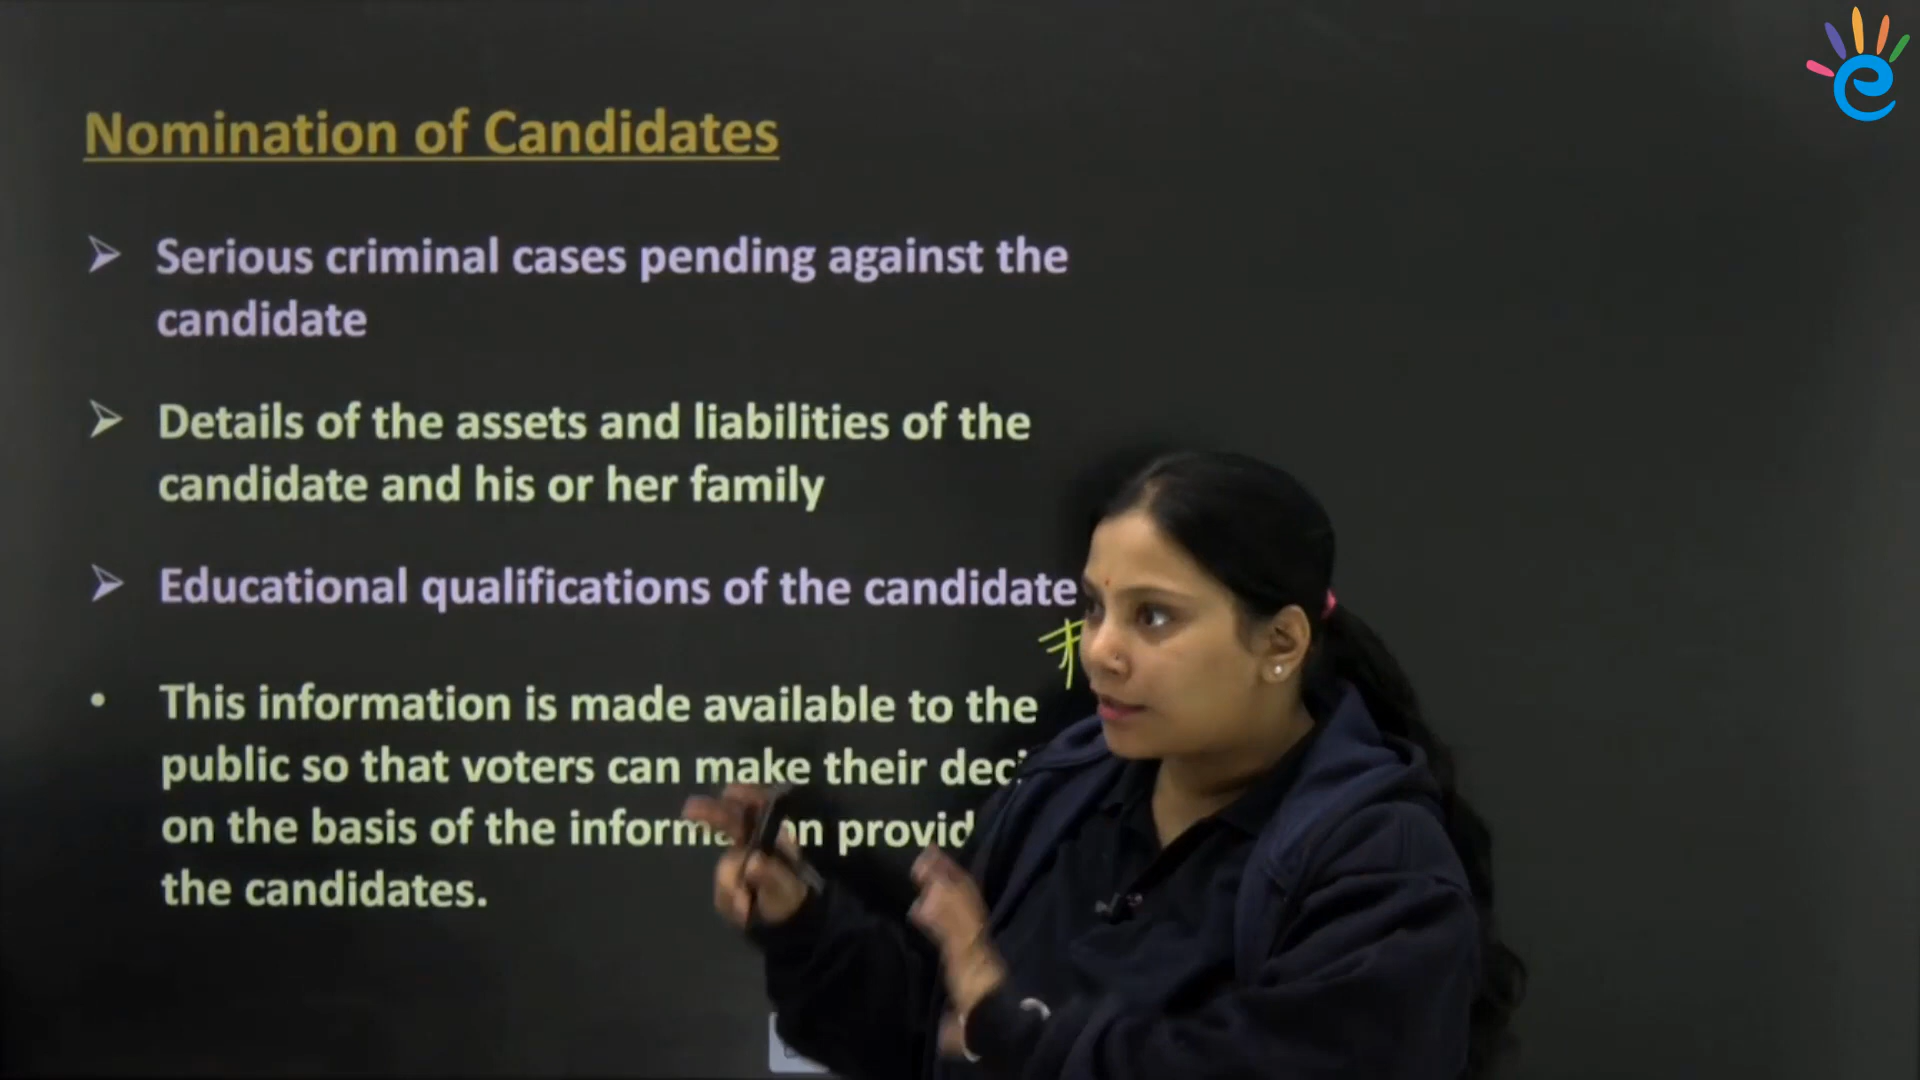 Nomination of Candidates
Serious criminal cases pending against the
candidate
Details of the assets and liabilities of the
candidate and his or her family
Educational qualifications of the candidate
This information is made available to the
public so that voters can make their
on the basis of the
the candidates.